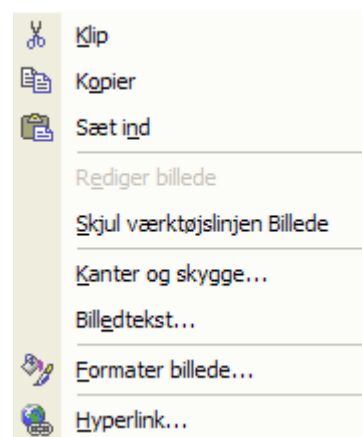 Klip
Kopier
Sæt ind
Rediger billede
Skjul værktøjslinjen Billede
Kanter og skygge...
Billedtekst...
Formater billede...
Hyperlink...